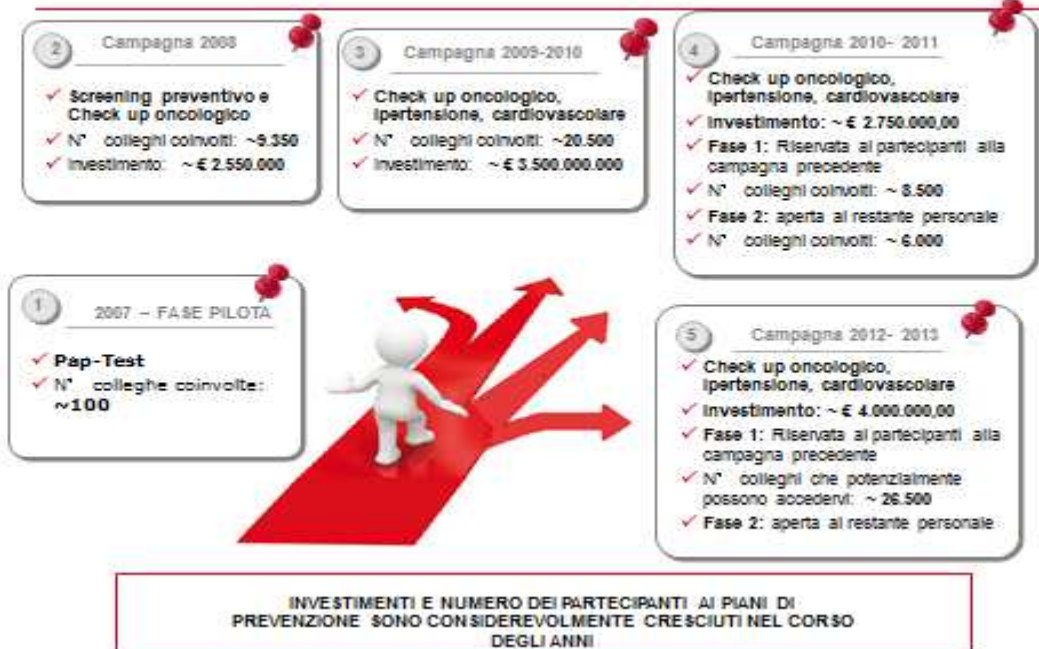 2
Campagna 2008
Screening preventivo e
Check up oncologico
N° colleghi coinvolti: ~9.350
Investimento: ~ € 2.550.000
3
Campagna 2009-2010
Check up oncologico,
Ipertensione, cardiovascolare
N° colleghi coinvolti: ~20.500
Investimento: ~ € 3.500.000.000
4
Campagna 2010- 2011
Check up oncologico,
Ipertensione, cardiovascolare
Investimento: ~ € 2.750.000,00
Fase 1: Riservata ai partecipanti alla
campagna precedente
N° colleghi coinvolti: ~ 8.500
Fase 2: aperta al restante personale
N° colleghi coinvolti: ~ 6.000
1
2007 – FASE PILOTA
Pap-Test
N° colleghe coinvolte:
~100
5
Campagna 2012- 2013
Check up oncologico,
Ipertensione, cardiovascolare
Investimento: ~ € 4.000.000,00
Fase 1: Riservata ai partecipanti alla
campagna precedente
N° colleghi che potenzialmente
possono accedervi: ~ 26.500
Fase 2: aperta al restante personale
INVESTIMENTI E NUMERO DEI PARTECIPANTI AI PIANI DI
PREVENZIONE SONO CONSIDEREVOLMENTE CRESCIUTI NEL CORSO
DEGLI ANNI